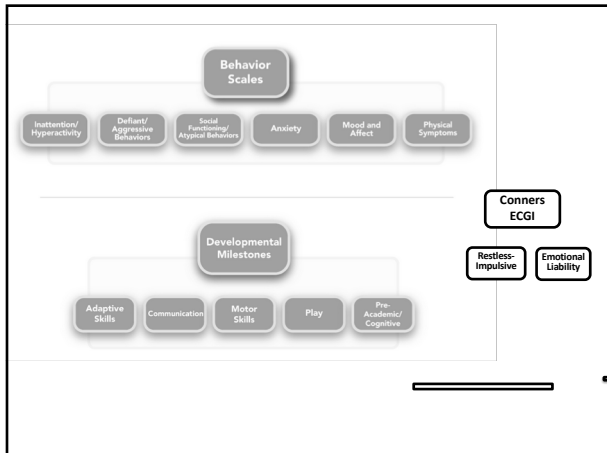 Behavior
Scales
Inattention/
Hyperactivity
Defiant/
Aggressive
Behaviors
Social
Functioning/
Atypical Behaviors
Anxiety
Mood and
Affect
Physical
Symptoms
Conners
ECGI
Restless-
Impulsive
Emotional
Liability
Developmental
Milestones
Adaptive
Skills
Communication
Motor
Skills
Play
Pre-
Academic/
Cognitive